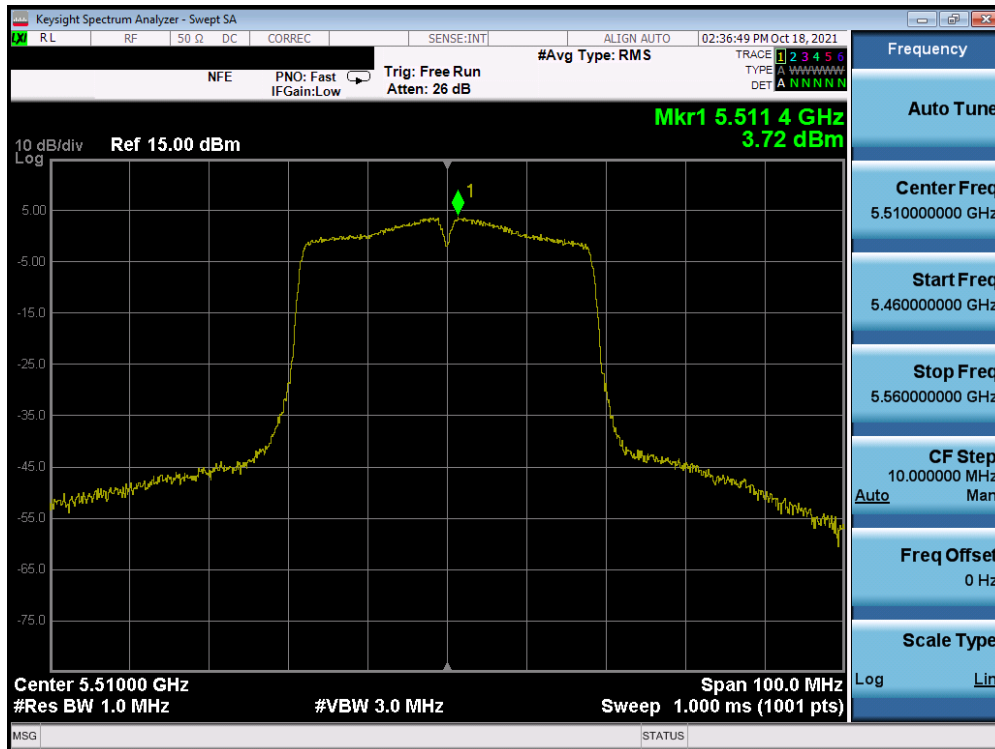 Keysight Spectrum Analyzer - Swept SA
LXI RL RF 50 Ω DC CORREC SENSE:INT ALIGN AUTO 02:36:49 PM Oct 18, 2021
NFE PNO: Fast IFGain:Low Trig: Free Run Atten: 26 dB #Avg Type: RMS
TRACE 1 2 3 4 5 6
TYPE A WWWWW
DET A N N N N N
Mkr1 5.511 4 GHz
3.72 dBm
10 dB/div Ref 15.00 dBm
Log
1
5.00
-5.00
-15.0
-25.0
-35.0
-45.0
-55.0
-65.0
-75.0
Center 5.51000 GHz Span 100.0 MHz
#Res BW 1.0 MHz #VBW 3.0 MHz Sweep 1.000 ms (1001 pts)
MSG STATUS
Frequency
Auto Tune
Center Freq
5.510000000 GHz
Start Freq
5.460000000 GHz
Stop Freq
5.560000000 GHz
CF Step
10.000000 MHz
Auto Man
Freq Offset
0 Hz
Scale Type
Log Lin